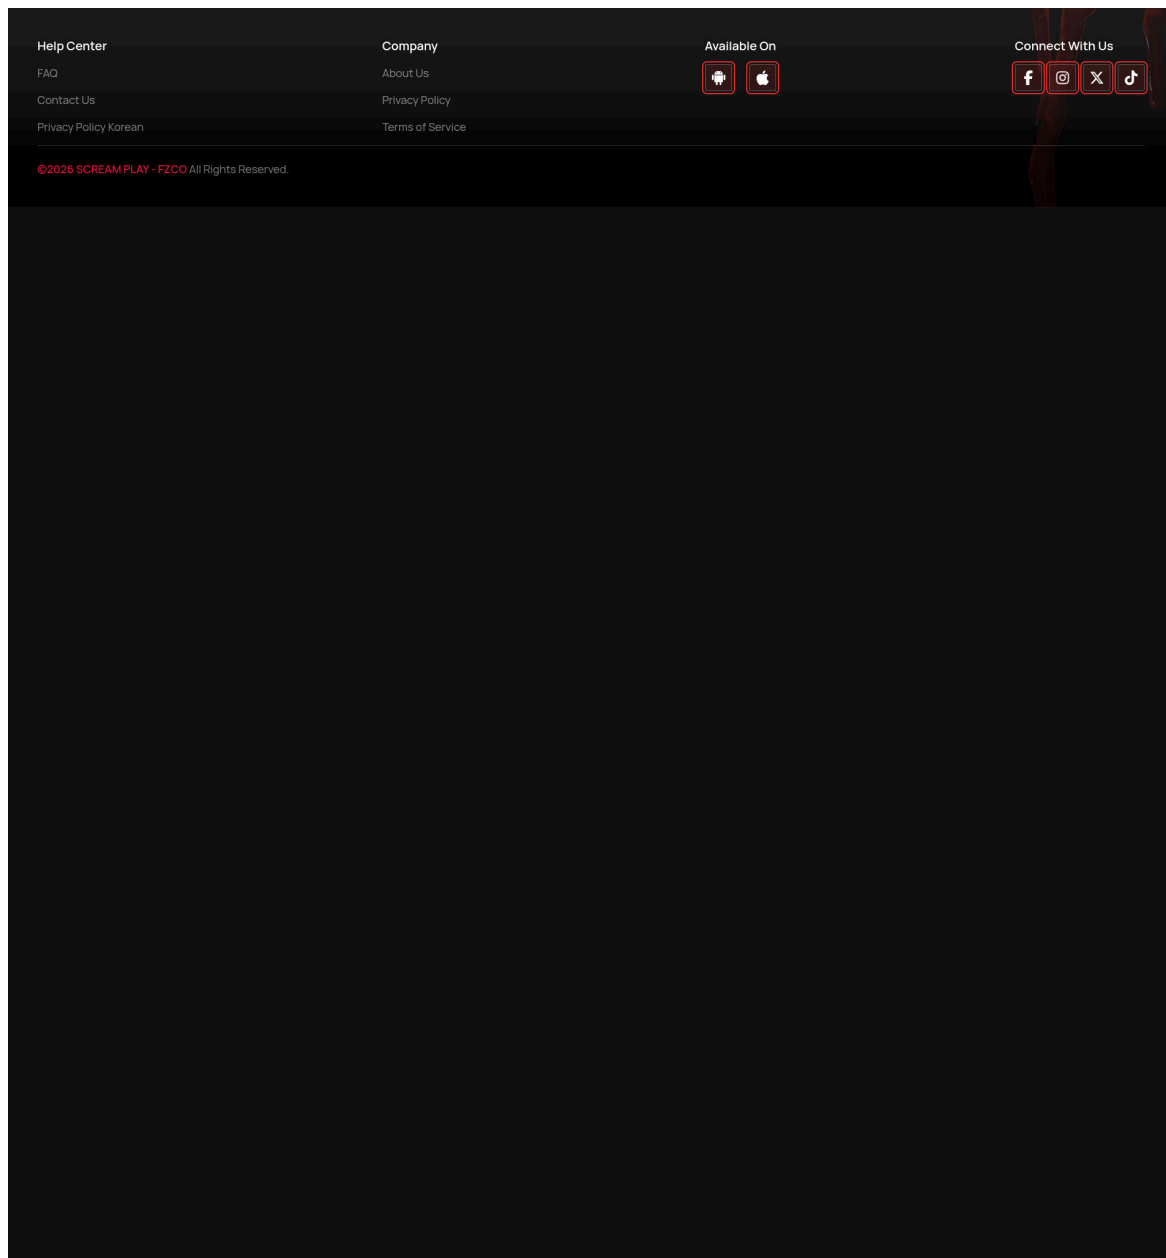 Help Center
FAQ
Contact Us
Privacy Policy Korean
Company
About Us
Privacy Policy
Terms of Service
Available On
Connect With Us
©2026 SCREAM PLAY - FZCO All Rights Reserved.